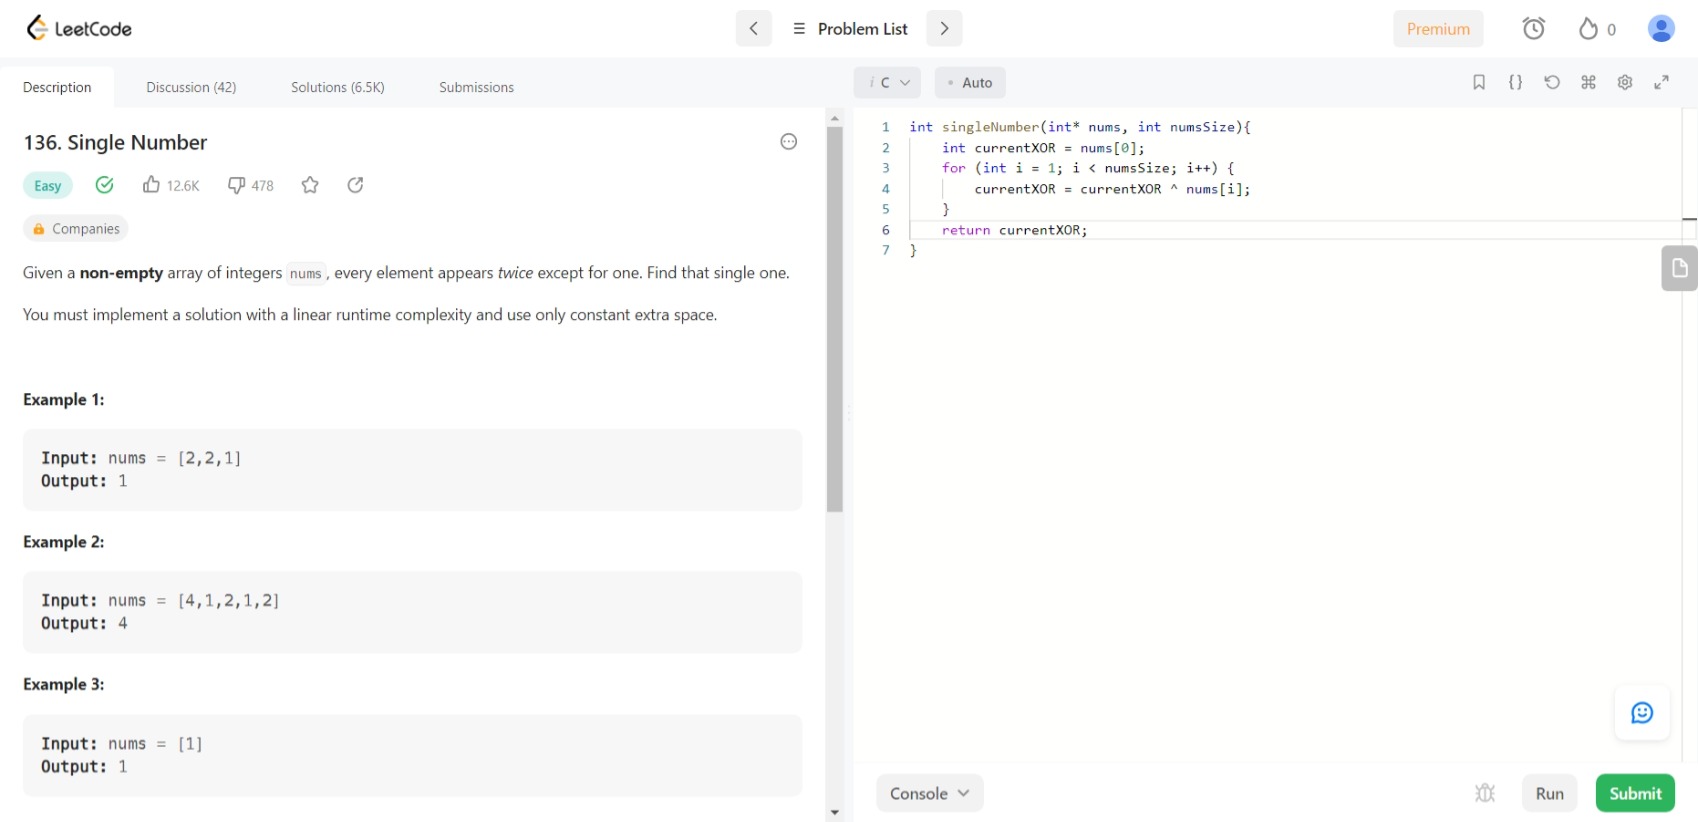 LeetCode
Problem List
Premium
0
Description
Discussion (42)
Solutions (6.5K)
Submissions
136. Single Number
Easy
12.6K
478
Companies
Given a non-empty array of integers nums, every element appears twice except for one. Find that single one.
You must implement a solution with a linear runtime complexity and use only constant extra space.
Example 1:
Input: nums = [2,2,1]
Output: 1
Example 2:
Input: nums = [4,1,2,1,2]
Output: 4
Example 3:
Input: nums = [1]
Output: 1
i C
• Auto
1 int singleNumber(int* nums, int numsSize){
2 int currentXOR = nums[0];
3 for (int i = 1; i < numsSize; i++) {
4 currentXOR = currentXOR ^ nums[i];
5 }
6 return currentXOR;
7 }
Console
Run
Submit